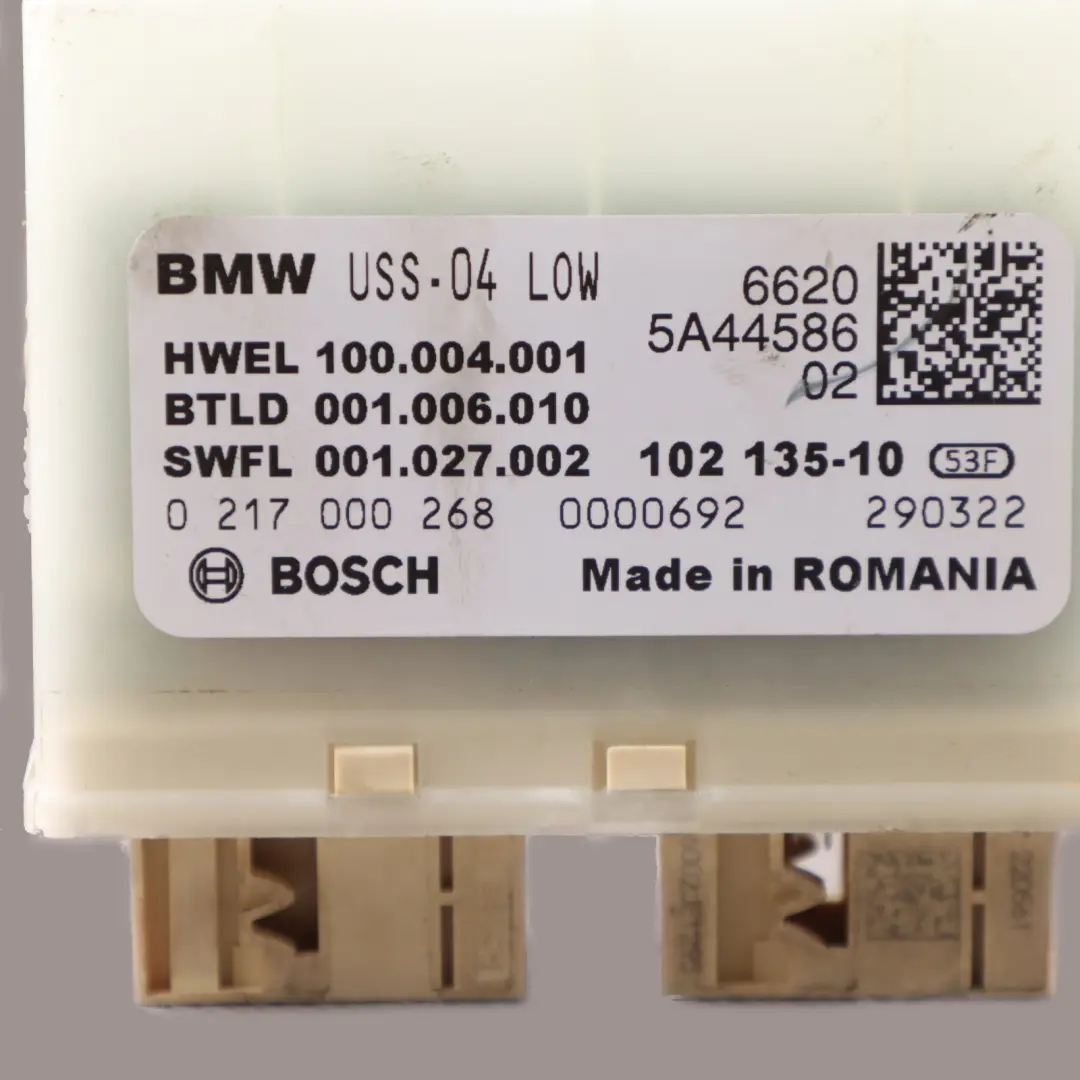 BMW USS-04 LOW 6620
5A44586
02
HWEL 100.004.001
BTLD 001.006.010
SWFL 001.027.002 102 135-10 53F
0 217 000 268 0000692 290322
BOSCH Made in ROMANIA